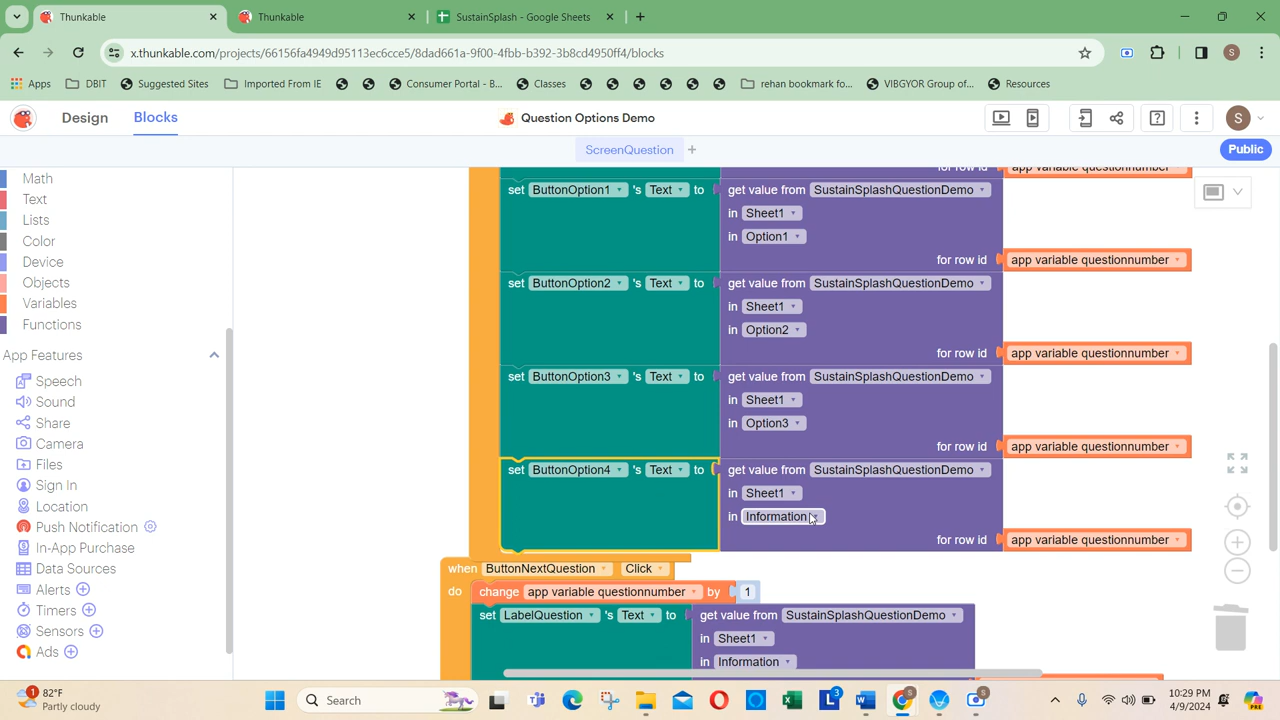 Thunkable
Thunkable
SustainSplash - Google Sheets
x.thunkable.com/projects/66156fa4949d95113ec6cce5/8dad661a-9f00-4fbb-b392-3b8cd4950ff4/blocks
S
Apps
DBIT
Suggested Sites
Imported From IE
Consumer Portal - B...
Classes
rehan bookmark fo...
VIBGYOR Group of...
Resources
Design
Blocks
Question Options Demo
S
ScreenQuestion
Public
Math
Text
Lists
Color
Device
Objects
Variables
Functions
App Features
Speech
Sound
Share
Camera
Files
Sign In
Location
Push Notification
In-App Purchase
Data Sources
Alerts
Timers
Sensors
Ads
app variable questionnumber
set ButtonOption1 's Text to get value from SustainSplashQuestionDemo
in Sheet1
in Option1
for row id app variable questionnumber
set ButtonOption2 's Text to get value from SustainSplashQuestionDemo
in Sheet1
in Option2
for row id app variable questionnumber
set ButtonOption3 's Text to get value from SustainSplashQuestionDemo
in Sheet1
in Option3
for row id app variable questionnumber
set ButtonOption4 's Text to get value from SustainSplashQuestionDemo
in Sheet1
in Information
for row id app variable questionnumber
when ButtonNextQuestion Click
do change app variable questionnumber by 1
set LabelQuestion 's Text to get value from SustainSplashQuestionDemo
in Sheet1
in Information
1
82°F
Partly cloudy
Search
3
10:29 PM
4/9/2024